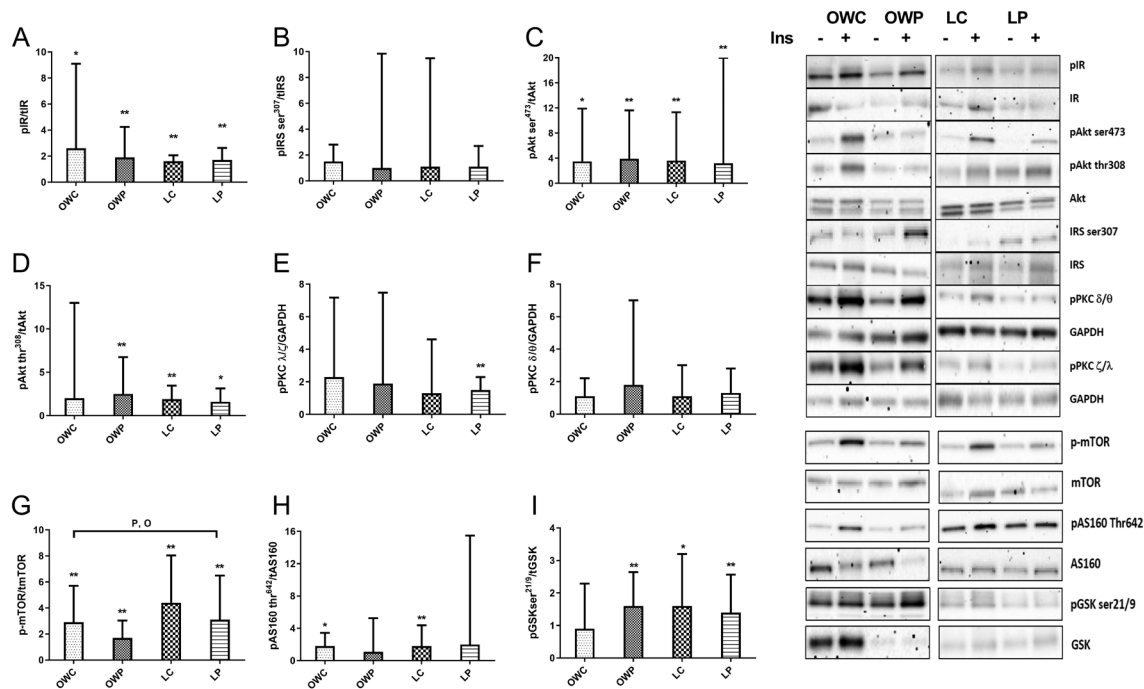 A
pIR/tIR
10
8
6
4
2
0
*
**
**
**
OWC
OWP
LC
LP
B
pIRS ser307/tIRS
10
8
6
4
2
0
OWC
OWP
LC
LP
C
pAkt ser473/tAkt
20
16
12
8
4
0
*
**
**
**
OWC
OWP
LC
LP
D
pAkt thr308/tAkt
15
10
5
0
**
**
*
OWC
OWP
LC
LP
E
pPKC λ/ζ/GAPDH
8
6
4
2
0
**
OWC
OWP
LC
LP
F
pPKC δ/θ/GAPDH
8
6
4
2
0
OWC
OWP
LC
LP
G
p-mTOR/tmTOR
10
8
6
4
2
0
P, O
**
**
**
**
OWC
OWP
LC
LP
H
pAS160 thr642/tAS160
16
12
8
4
0
*
**
OWC
OWP
LC
LP
I
pGSKser21/9/tGSK
4
3
2
1
0
**
*
**
OWC
OWP
LC
LP
OWC OWP LC LP
Ins - + - + - + - +
pIR
IR
pAkt ser473
pAkt thr308
Akt
IRS ser307
IRS
pPKC δ/θ
GAPDH
pPKC ζ/λ
GAPDH
p-mTOR
mTOR
pAS160 Thr642
AS160
pGSK ser21/9
GSK